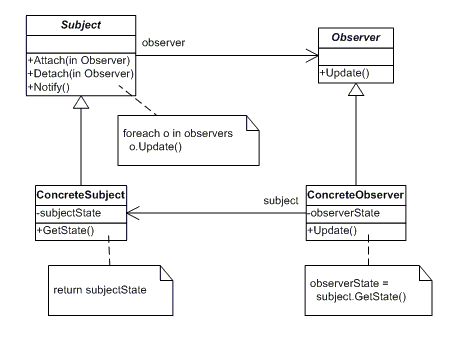 Subject
+Attach(in Observer)
+Detach(in Observer)
+Notify()
observer
Observer
+Update()
foreach o in observers
o.Update()
ConcreteSubject
-subjectState
+GetState()
subject
ConcreteObserver
-observerState
+Update()
return subjectState
observerState =
subject.GetState()